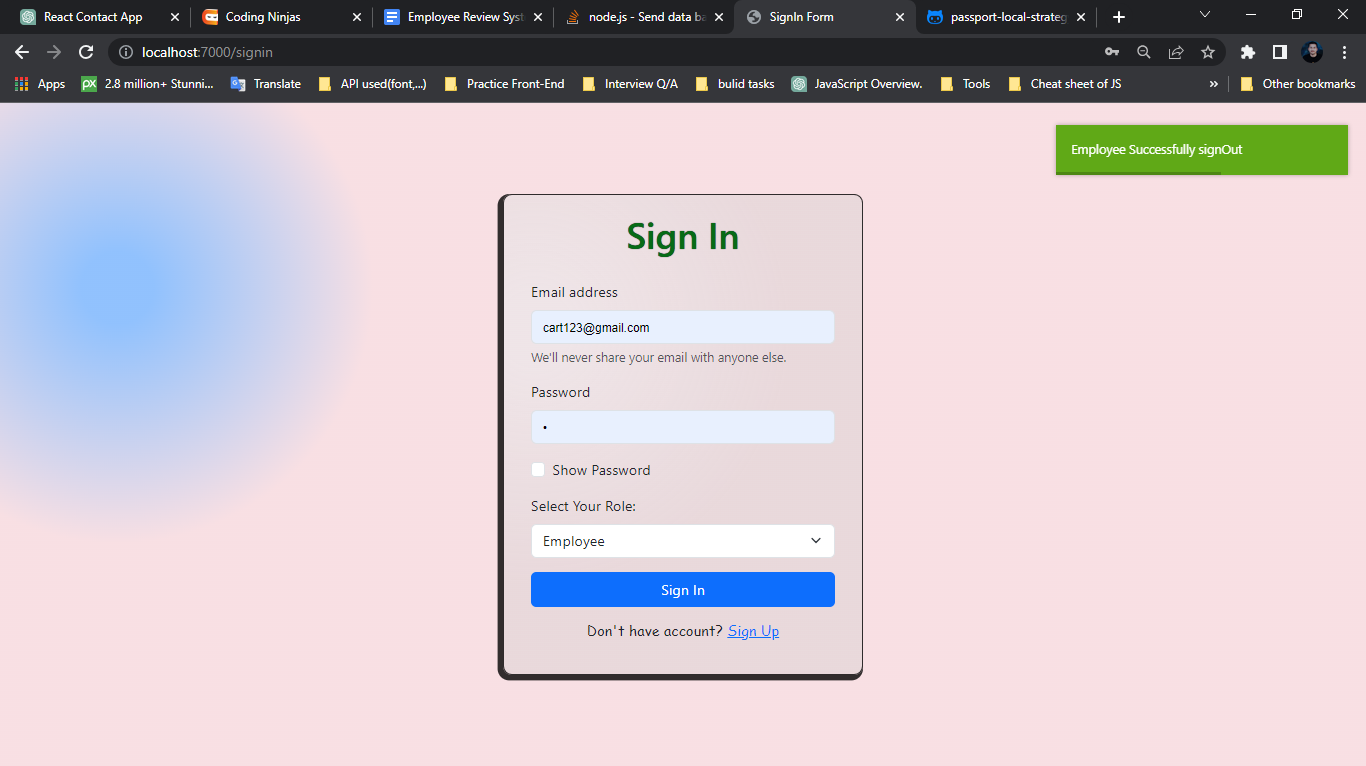 React Contact App
Coding Ninjas
Employee Review Syst
node.js - Send data ba
SignIn Form
passport-local-strateg
localhost:7000/signin
Apps
px 2.8 million+ Stunni...
Translate
API used(font,...)
Practice Front-End
Interview Q/A
bulid tasks
JavaScript Overview.
Tools
Cheat sheet of JS
»
Other bookmarks
Employee Successfully signOut
Sign In
Email address
cart123@gmail.com
We'll never share your email with anyone else.
Password
•
Show Password
Select Your Role:
Employee
Sign In
Don't have account? Sign Up